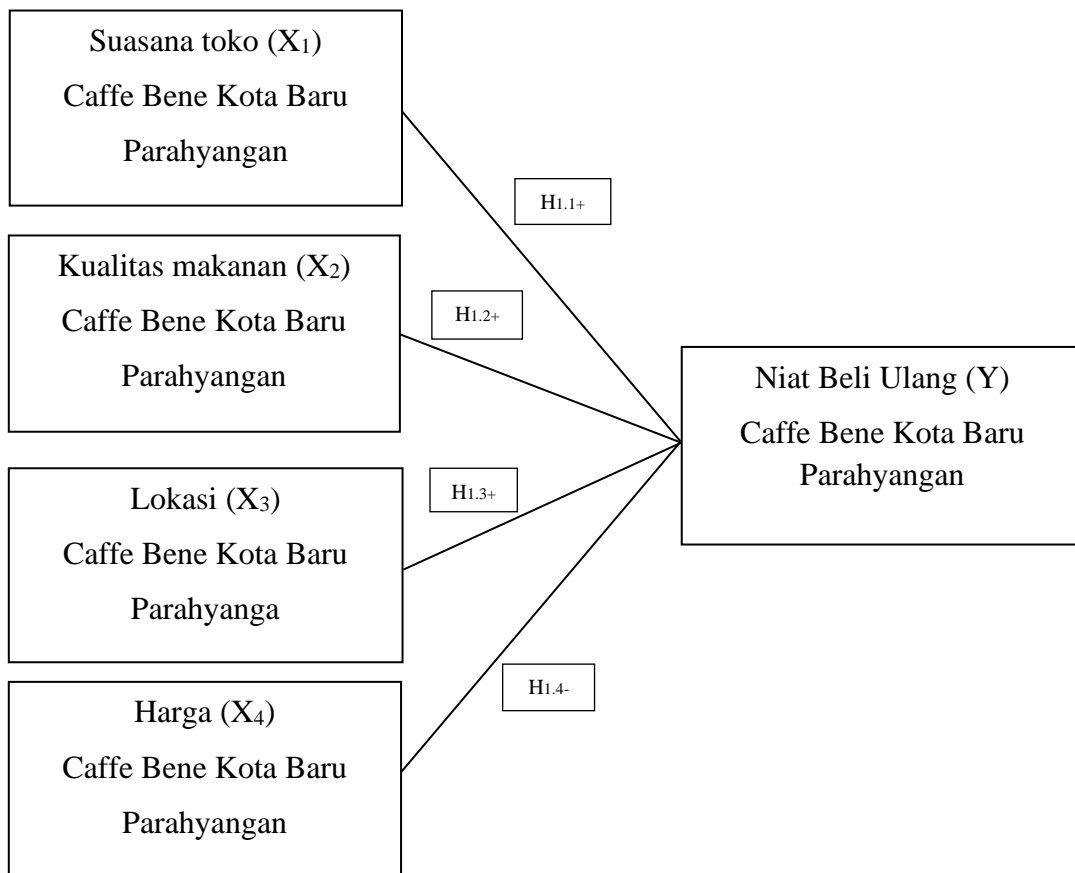 Suasana toko (X₁)
Caffe Bene Kota Baru
Parahyangan
H1.1+
Kualitas makanan (X₂)
Caffe Bene Kota Baru
Parahyangan
H1.2+
Niat Beli Ulang (Y)
Caffe Bene Kota Baru
Parahyangan
Lokasi (X₃)
Caffe Bene Kota Baru
Parahyanga
H1.3+
Harga (X₄)
Caffe Bene Kota Baru
Parahyangan
H1.4-